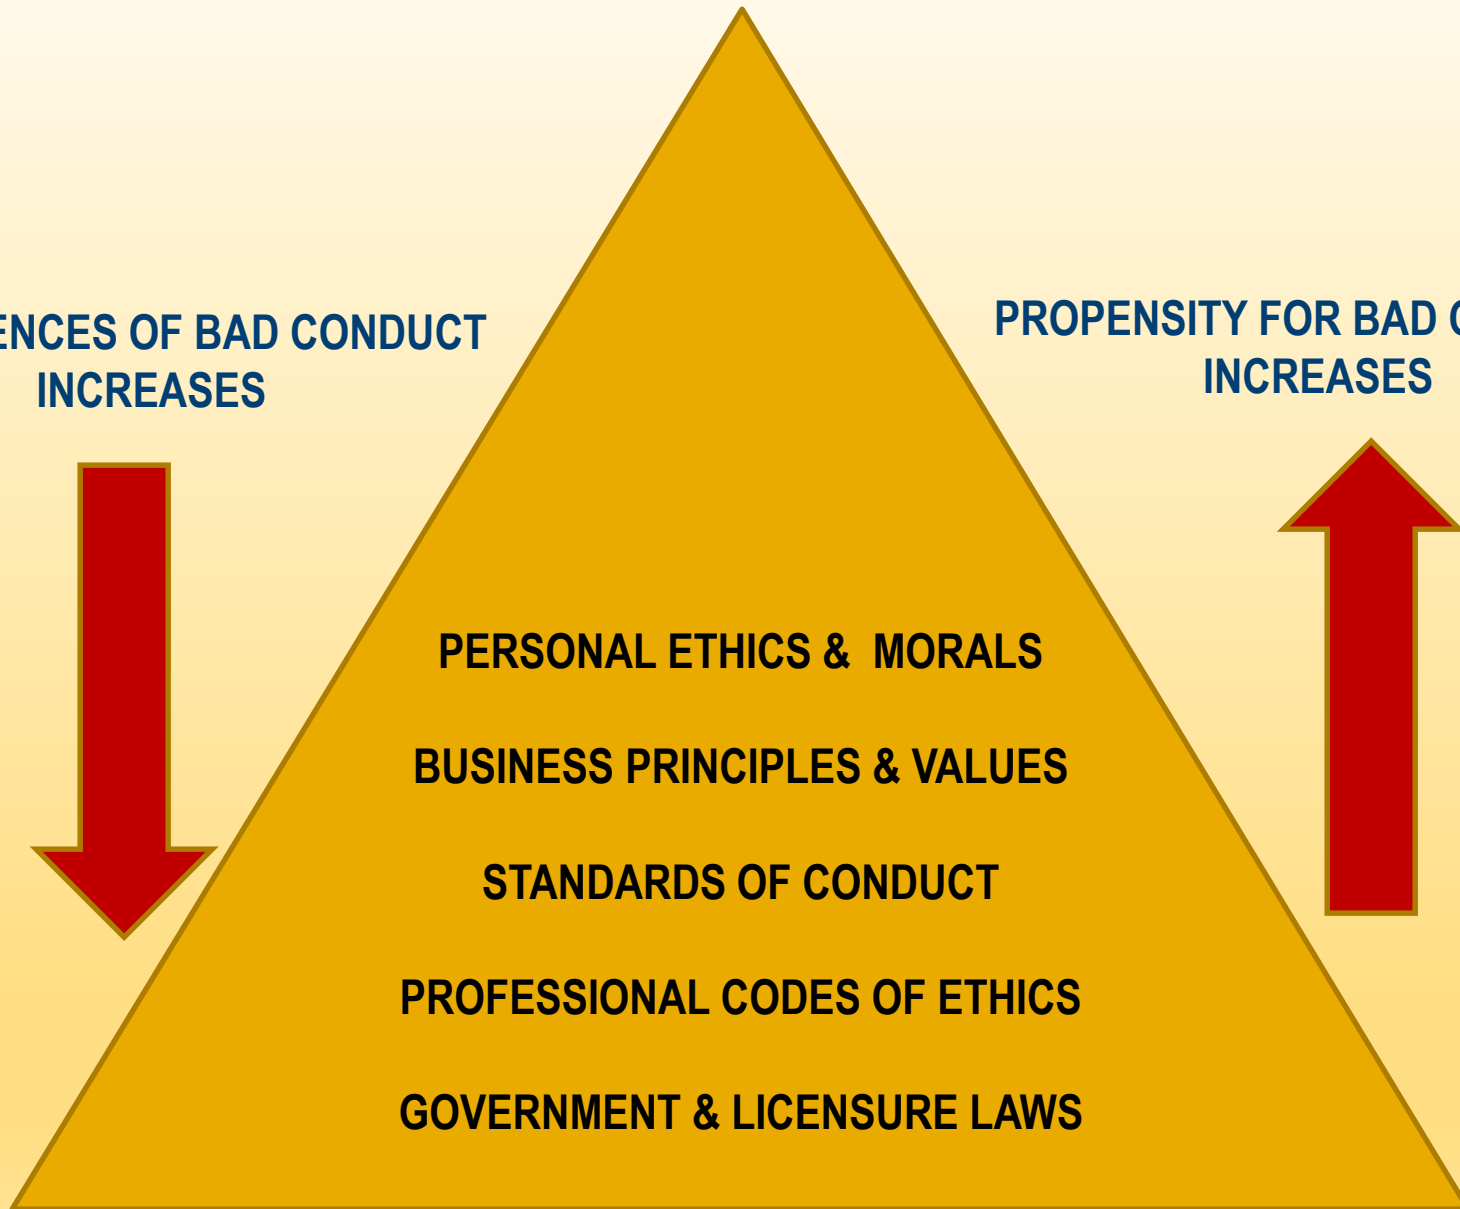 OF BAD CONDUCT
INCREASES
PROPENSITY FOR BAD
INCREASES
PERSONAL ETHICS & MORALS
BUSINESS PRINCIPLES & VALUES
STANDARDS OF CONDUCT
PROFESSIONAL CODES OF ETHICS
GOVERNMENT & LICENSURE LAWS